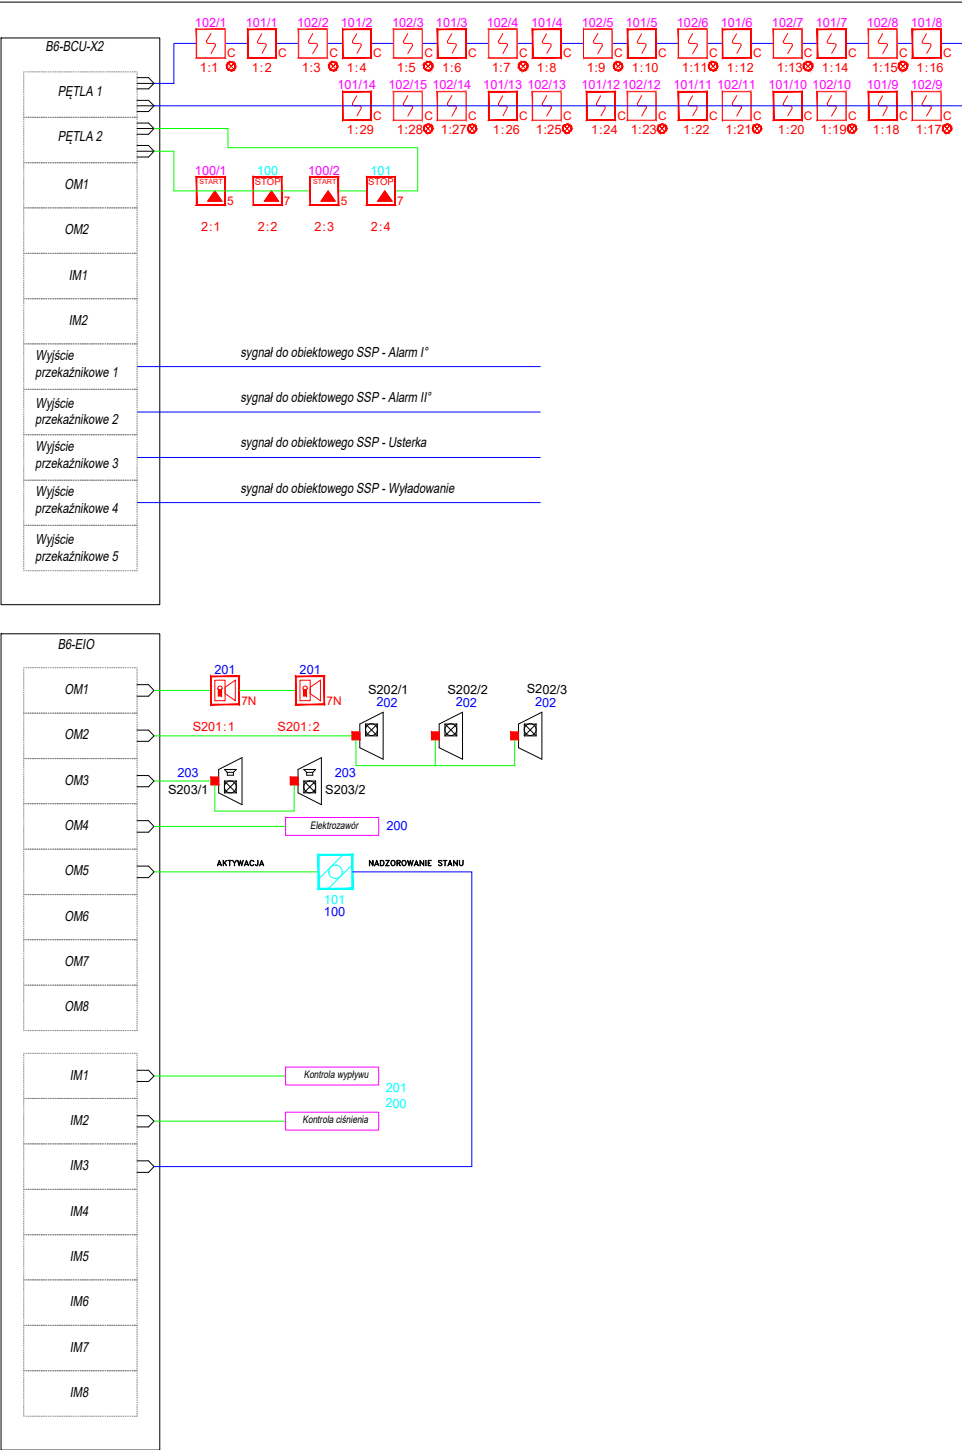 102/1 101/1 102/2 101/2 102/3 101/3 102/4 101/4 102/5 101/5 102/6 101/6 102/7 101/7 102/8 101/8
C C C C C C C C C C C C C C C C
1:1 1:2 1:3 1:4 1:5 1:6 1:7 1:8 1:9 1:10 1:11 1:12 1:13 1:14 1:15 1:16
101/14 102/15 102/14 101/13 102/13 101/12 102/12 101/11 102/11 101/10 102/10 101/9 102/9
C C C C C C C C C C C C C
1:29 1:28 1:27 1:26 1:25 1:24 1:23 1:22 1:21 1:20 1:19 1:18 1:17
B6-BCU-X2
PĘTLA 1
PĘTLA 2
100/1 100 100/2 101
START STOP START STOP
5 7 5 7
2:1 2:2 2:3 2:4
OM1
OM2
IM1
IM2
Wyjście
przekaźnikowe 1
sygnał do obiektowego SSP - Alarm I°
Wyjście
przekaźnikowe 2
sygnał do obiektowego SSP - Alarm II°
Wyjście
przekaźnikowe 3
sygnał do obiektowego SSP - Usterka
Wyjście
przekaźnikowe 4
sygnał do obiektowego SSP - Wyładowanie
Wyjście
przekaźnikowe 5
B6-EIO
OM1
201 201
7N 7N
S201:1 S201:2
OM2
S202/1 S202/2 S202/3
202 202 202
OM3
203 203
S203/1 S203/2
OM4
Elektrozawór 200
OM5
AKTYWACJA NADZOROWANIE STANU
101
100
OM6
OM7
OM8
IM1
Kontrola wypływu
201
200
IM2
Kontrola ciśnienia
IM3
IM4
IM5
IM6
IM7
IM8